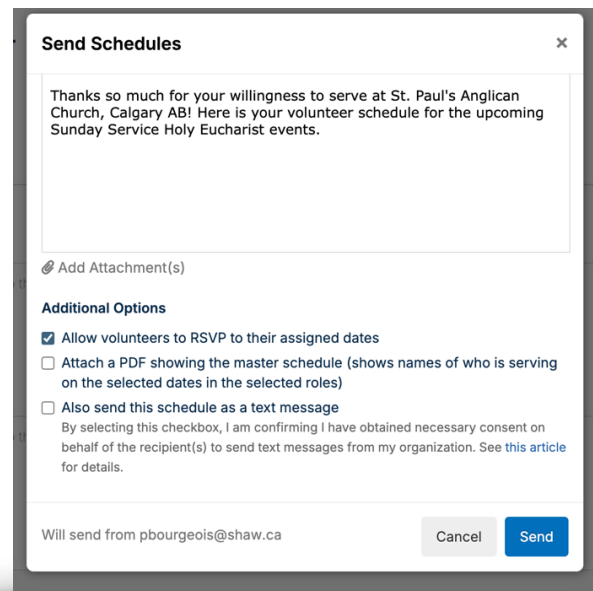 Send Schedules ×
Thanks so much for your willingness to serve at St. Paul's Anglican
Church, Calgary AB! Here is your volunteer schedule for the upcoming
Sunday Service Holy Eucharist events.
Add Attachment(s)
Additional Options
Allow volunteers to RSVP to their assigned dates
Attach a PDF showing the master schedule (shows names of who is serving
on the selected dates in the selected roles)
Also send this schedule as a text message
By selecting this checkbox, I am confirming I have obtained necessary consent on
behalf of the recipient(s) to send text messages from my organization. See this article
for details.
Will send from pbourgeois@shaw.ca
Cancel
Send